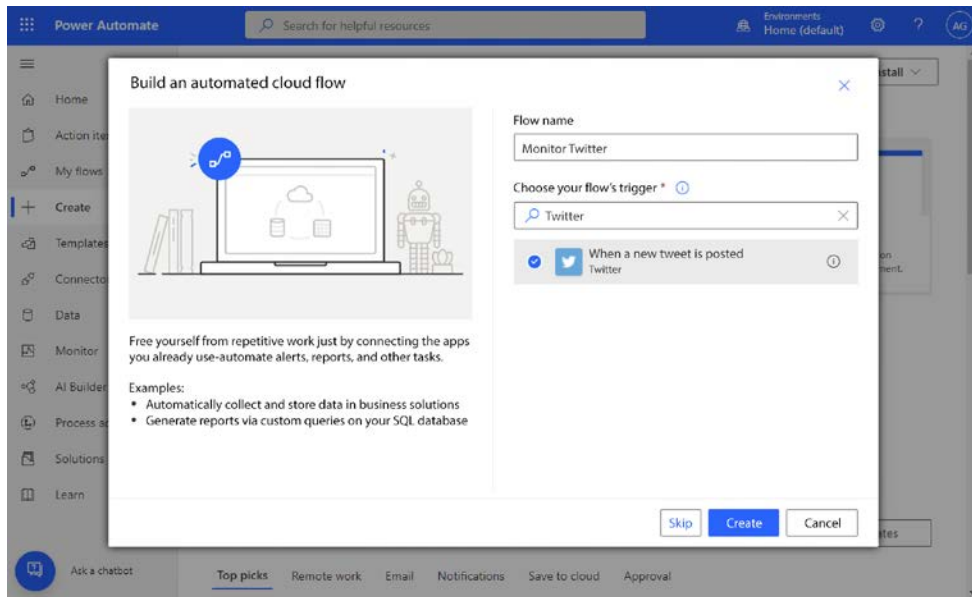 Power Automate
Search for helpful resources
Environments
Home (default)
AG
Home
Action ite
My flows
Create
Templates
Connecto
Data
Monitor
AI Builder
Process ad
Solutions
Learn
Ask a chatbot
stall
on
ment.
Build an automated cloud flow
Free yourself from repetitive work just by connecting the apps
you already use-automate alerts, reports, and other tasks.
Examples:
• Automatically collect and store data in business solutions
• Generate reports via custom queries on your SQL database
Flow name
Monitor Twitter
Choose your flow's trigger *
Twitter
When a new tweet is posted
Twitter
Skip
Create
Cancel
ates
Top picks
Remote work
Email
Notifications
Save to cloud
Approval